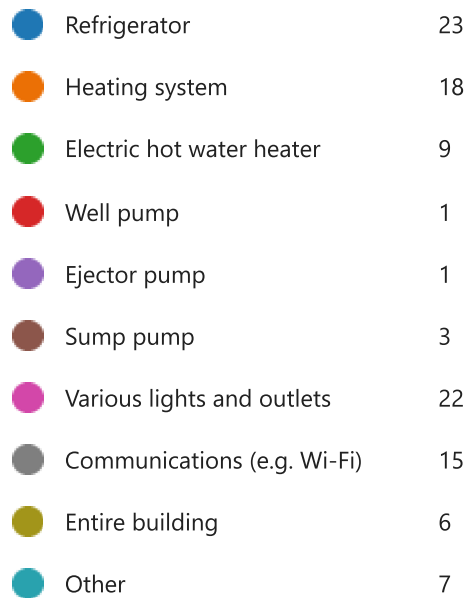 Refrigerator 23
Heating system 18
Electric hot water heater 9
Well pump 1
Ejector pump 1
Sump pump 3
Various lights and outlets 22
Communications (e.g. Wi-Fi) 15
Entire building 6
Other 7